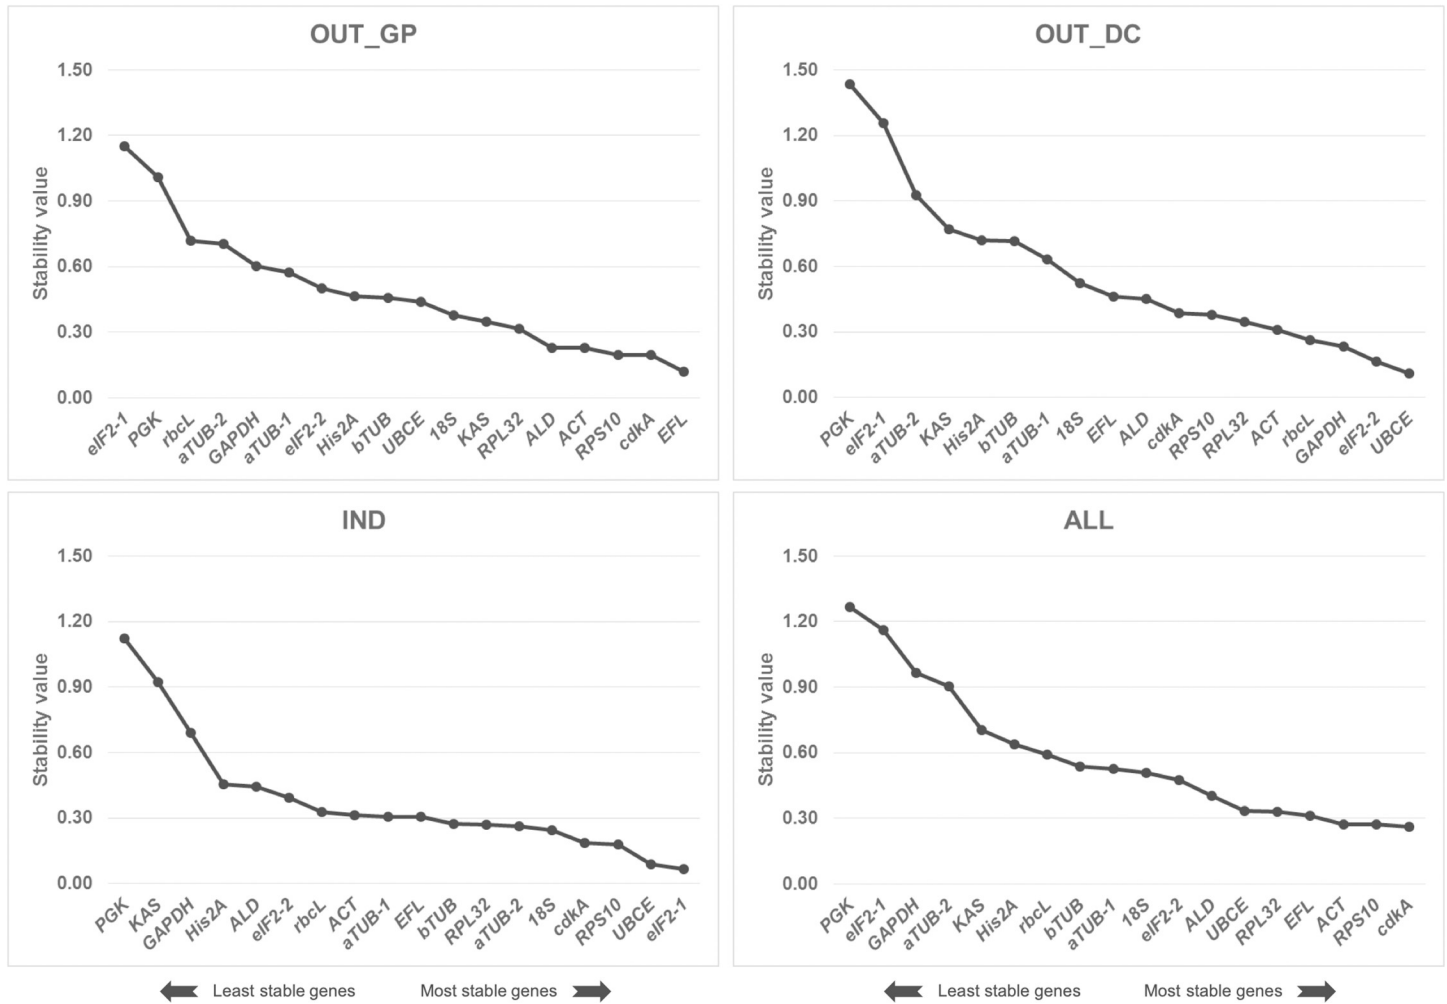 OUT_GP
Stability value
1.50
1.20
0.90
0.60
0.30
0.00
eIF2-1 PGK rbcL aTUB-2 GAPDH aTUB-1 eIF2-2 His2A bTUB UBCE 18S KAS RPL32 ALD ACT RPS10 cdkA EFL
OUT_DC
Stability value
1.50
1.20
0.90
0.60
0.30
0.00
PGK eIF2-1 aTUB-2 KAS His2A bTUB aTUB-1 18S EFL ALD cdkA RPS10 RPL32 ACT rbcL GAPDH eIF2-2 UBCE
IND
Stability value
1.50
1.20
0.90
0.60
0.30
0.00
PGK KAS GAPDH His2A ALD eIF2-2 rbcL ACT aTUB-1 EFL bTUB RPL32 aTUB-2 18S cdkA RPS10 UBCE eIF2-1
ALL
Stability value
1.50
1.20
0.90
0.60
0.30
0.00
PGK eIF2-1 GAPDH aTUB-2 KAS His2A rbcL bTUB aTUB-1 18S eIF2-2 ALD UBCE RPL32 EFL ACT RPS10 cdkA
Least stable genes Most stable genes
Least stable genes Most stable genes